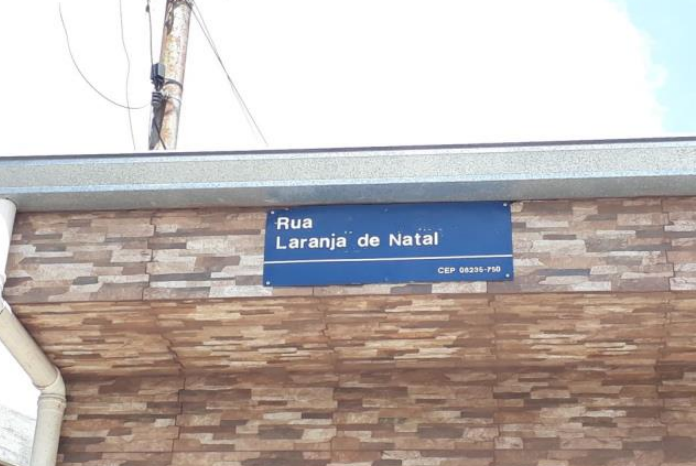 Rua
Laranja de Natal
CEP 08235-750